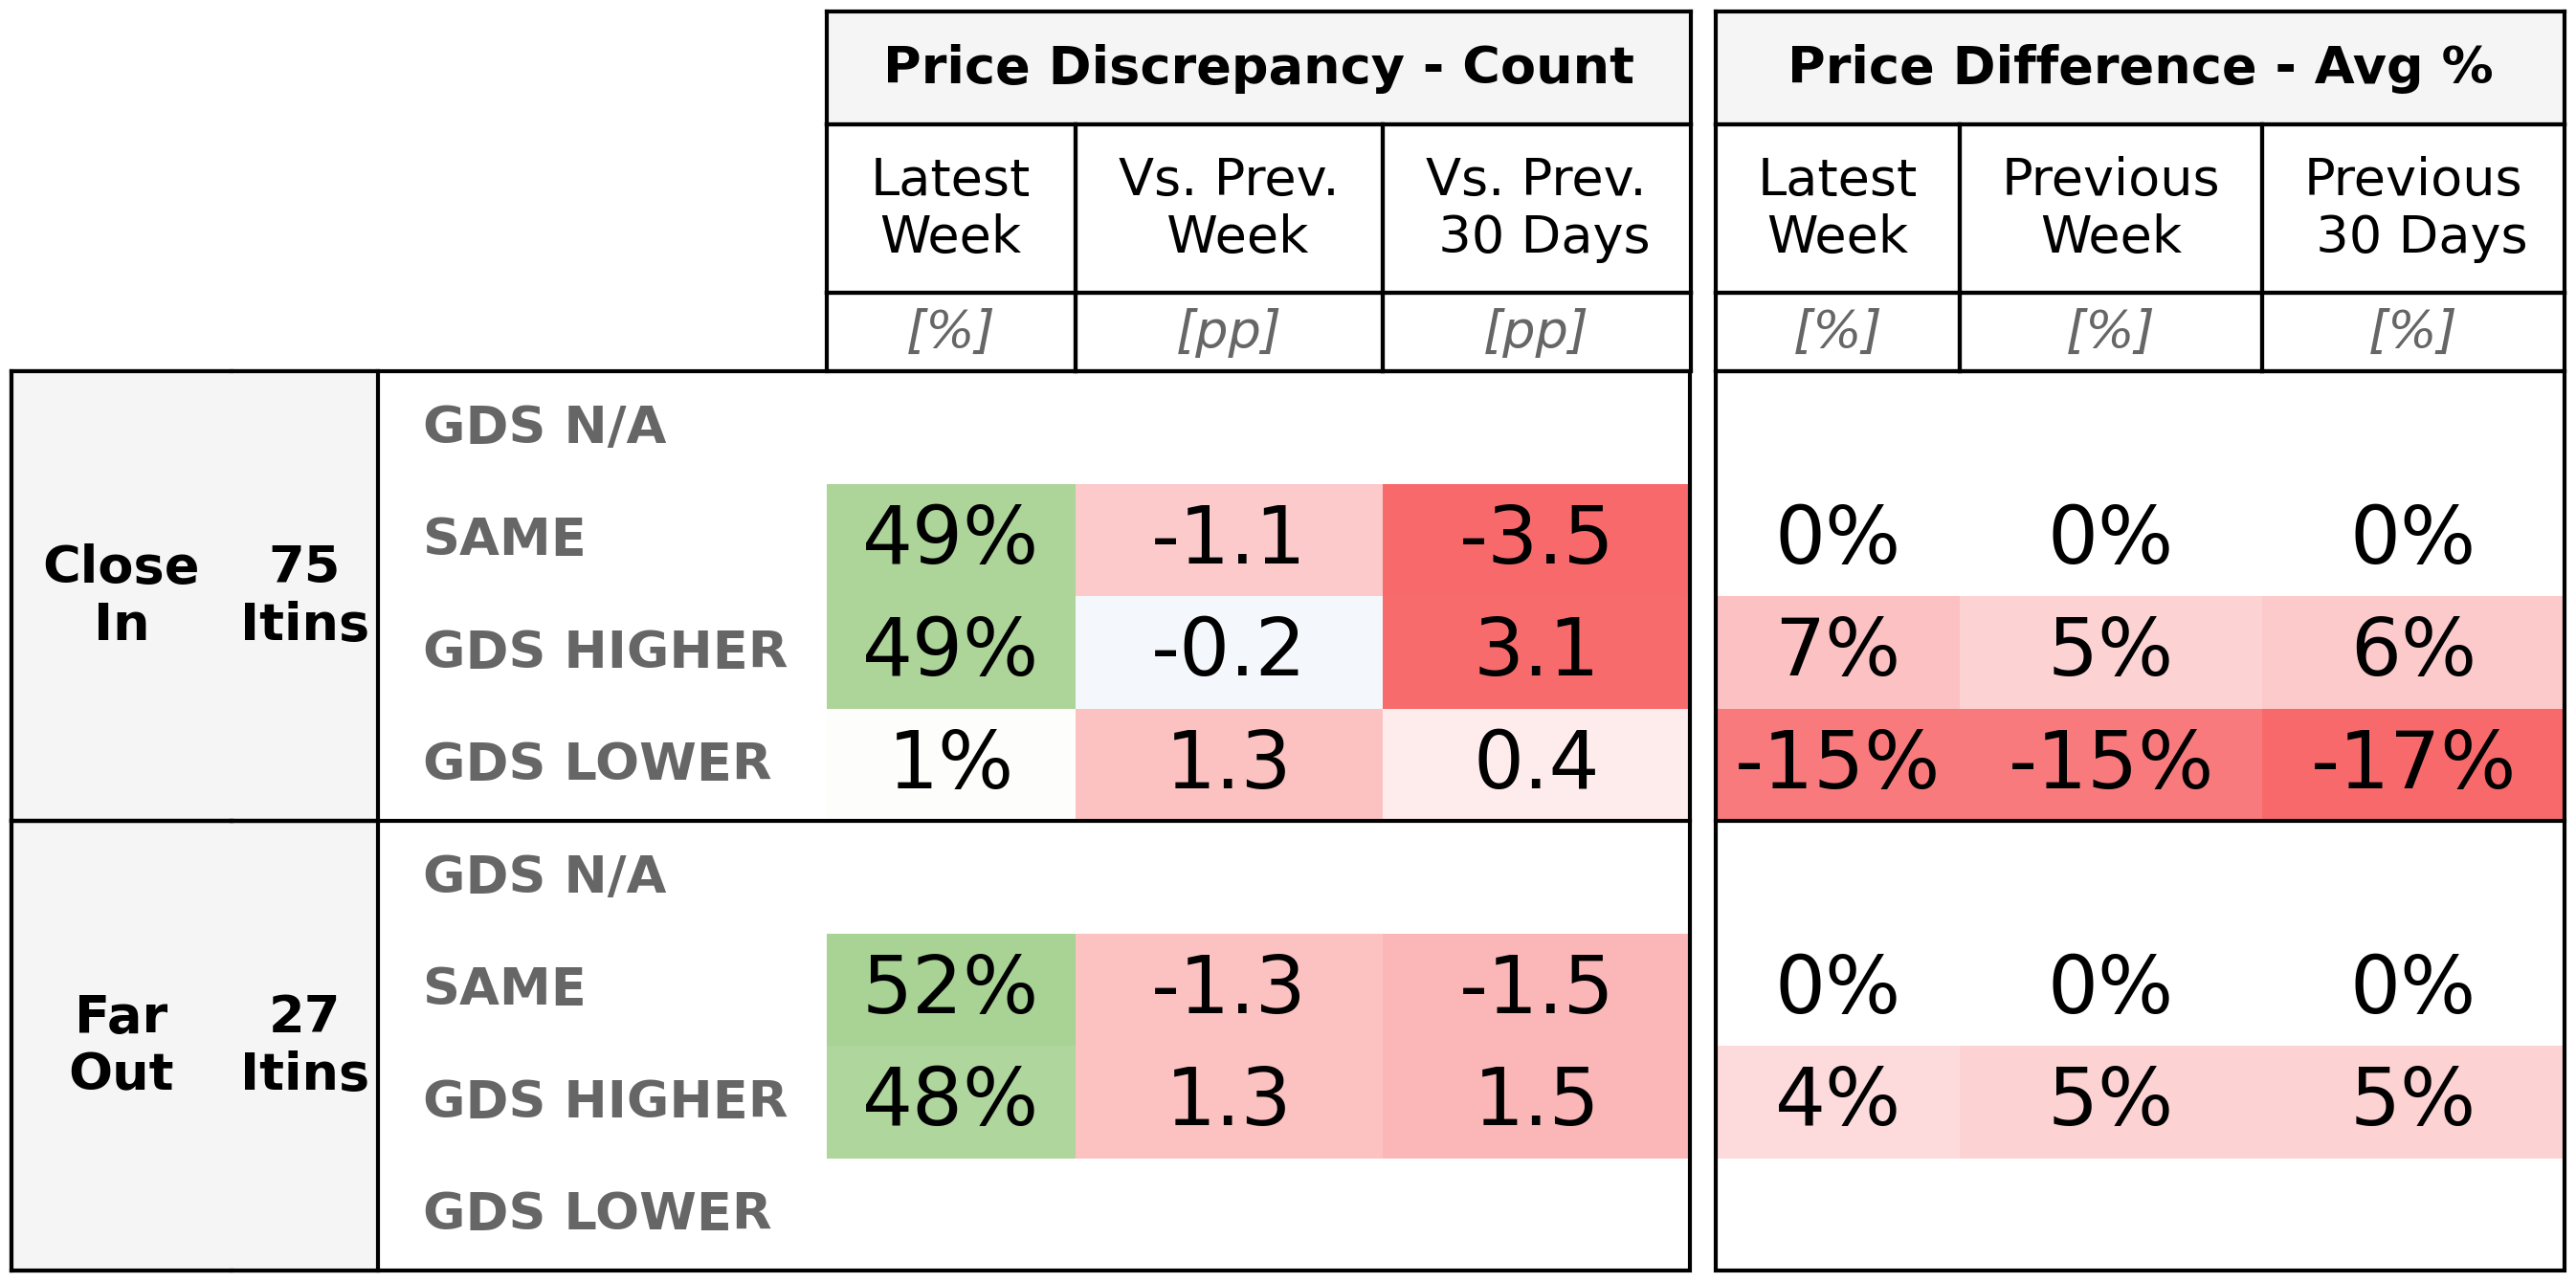 Price Discrepancy - Count Price Difference - Avg %
Latest Week Vs. Prev. Week Vs. Prev. 30 Days Latest Week Previous Week Previous 30 Days
[%] [pp] [pp] [%] [%] [%]
Close In 75 Itins
GDS N/A
SAME 49% -1.1 -3.5 0% 0% 0%
GDS HIGHER 49% -0.2 3.1 7% 5% 6%
GDS LOWER 1% 1.3 0.4 -15% -15% -17%
Far Out 27 Itins
GDS N/A
SAME 52% -1.3 -1.5 0% 0% 0%
GDS HIGHER 48% 1.3 1.5 4% 5% 5%
GDS LOWER